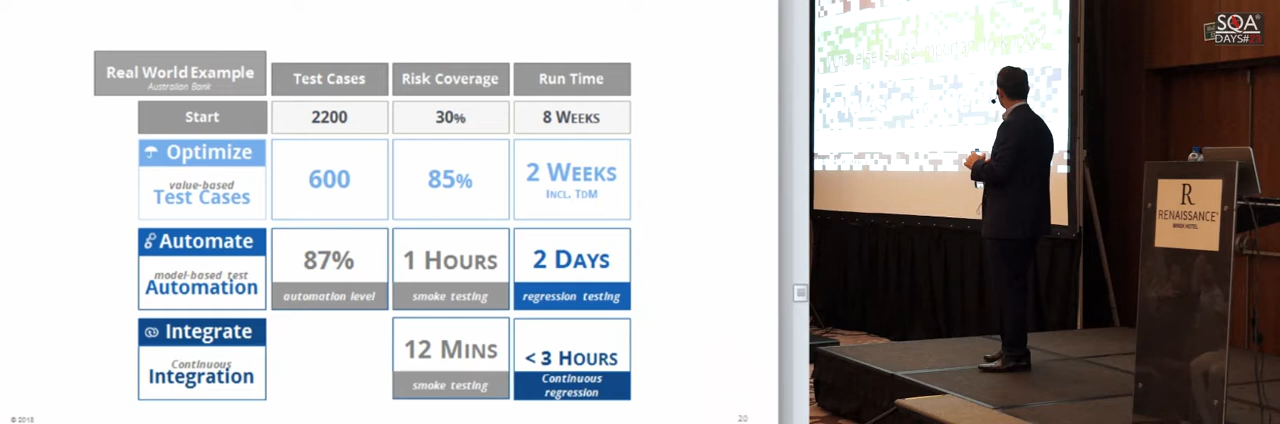 Real World Example
Australian Bank
Test Cases
Risk Coverage
Run Time
Start
2200
30%
8 WEEKS
Optimize
value-based
Test Cases
600
85%
2 WEEKS
INCL. TDM
Automate
model-based test
Automation
87%
automation level
1 HOURS
smoke testing
2 DAYS
regression testing
Integrate
Continuous
Integration
12 MINS
smoke testing
< 3 HOURS
Continuous
regression
© 2018
20
SQA
DAYS#23
R
RENAISSANCE®
MINSK HOTEL